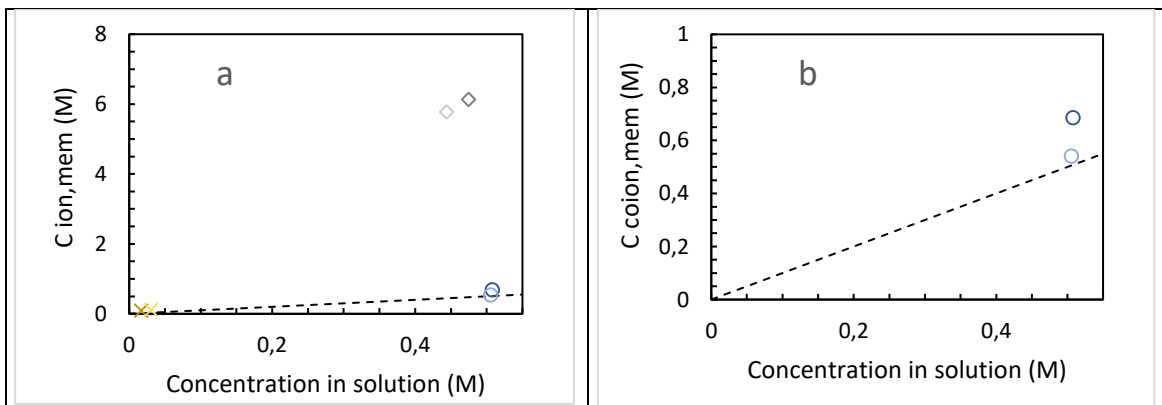 a
8
6
4
2
0
0
0,2
0,4
C ion,mem (M)
Concentration in solution (M)
b
1
0,8
0,6
0,4
0,2
0
0
0,2
0,4
C coion,mem (M)
Concentration in solution (M)